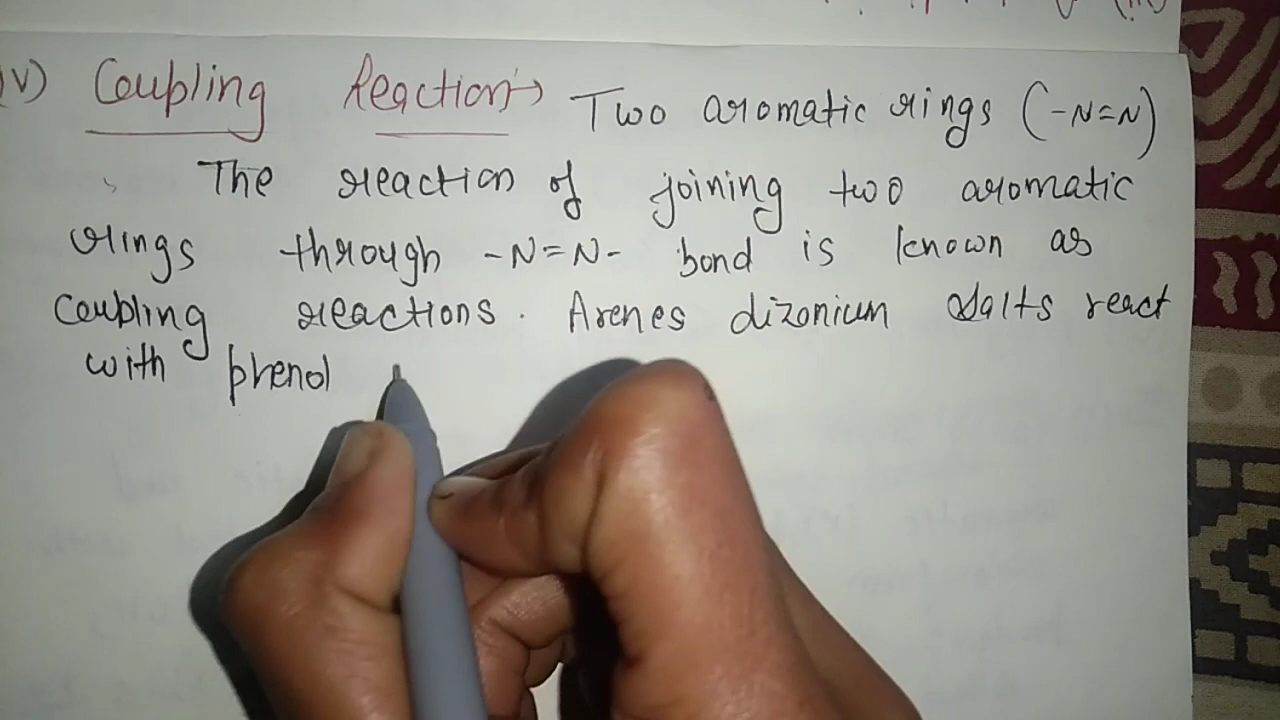 IV) Coupling Reaction→ Two aromatic rings (-N=N)
The reaction of joining two aromatic
rings through -N=N- bond is known as
Coupling reactions. Arenes dizonium Salts react
with phenol